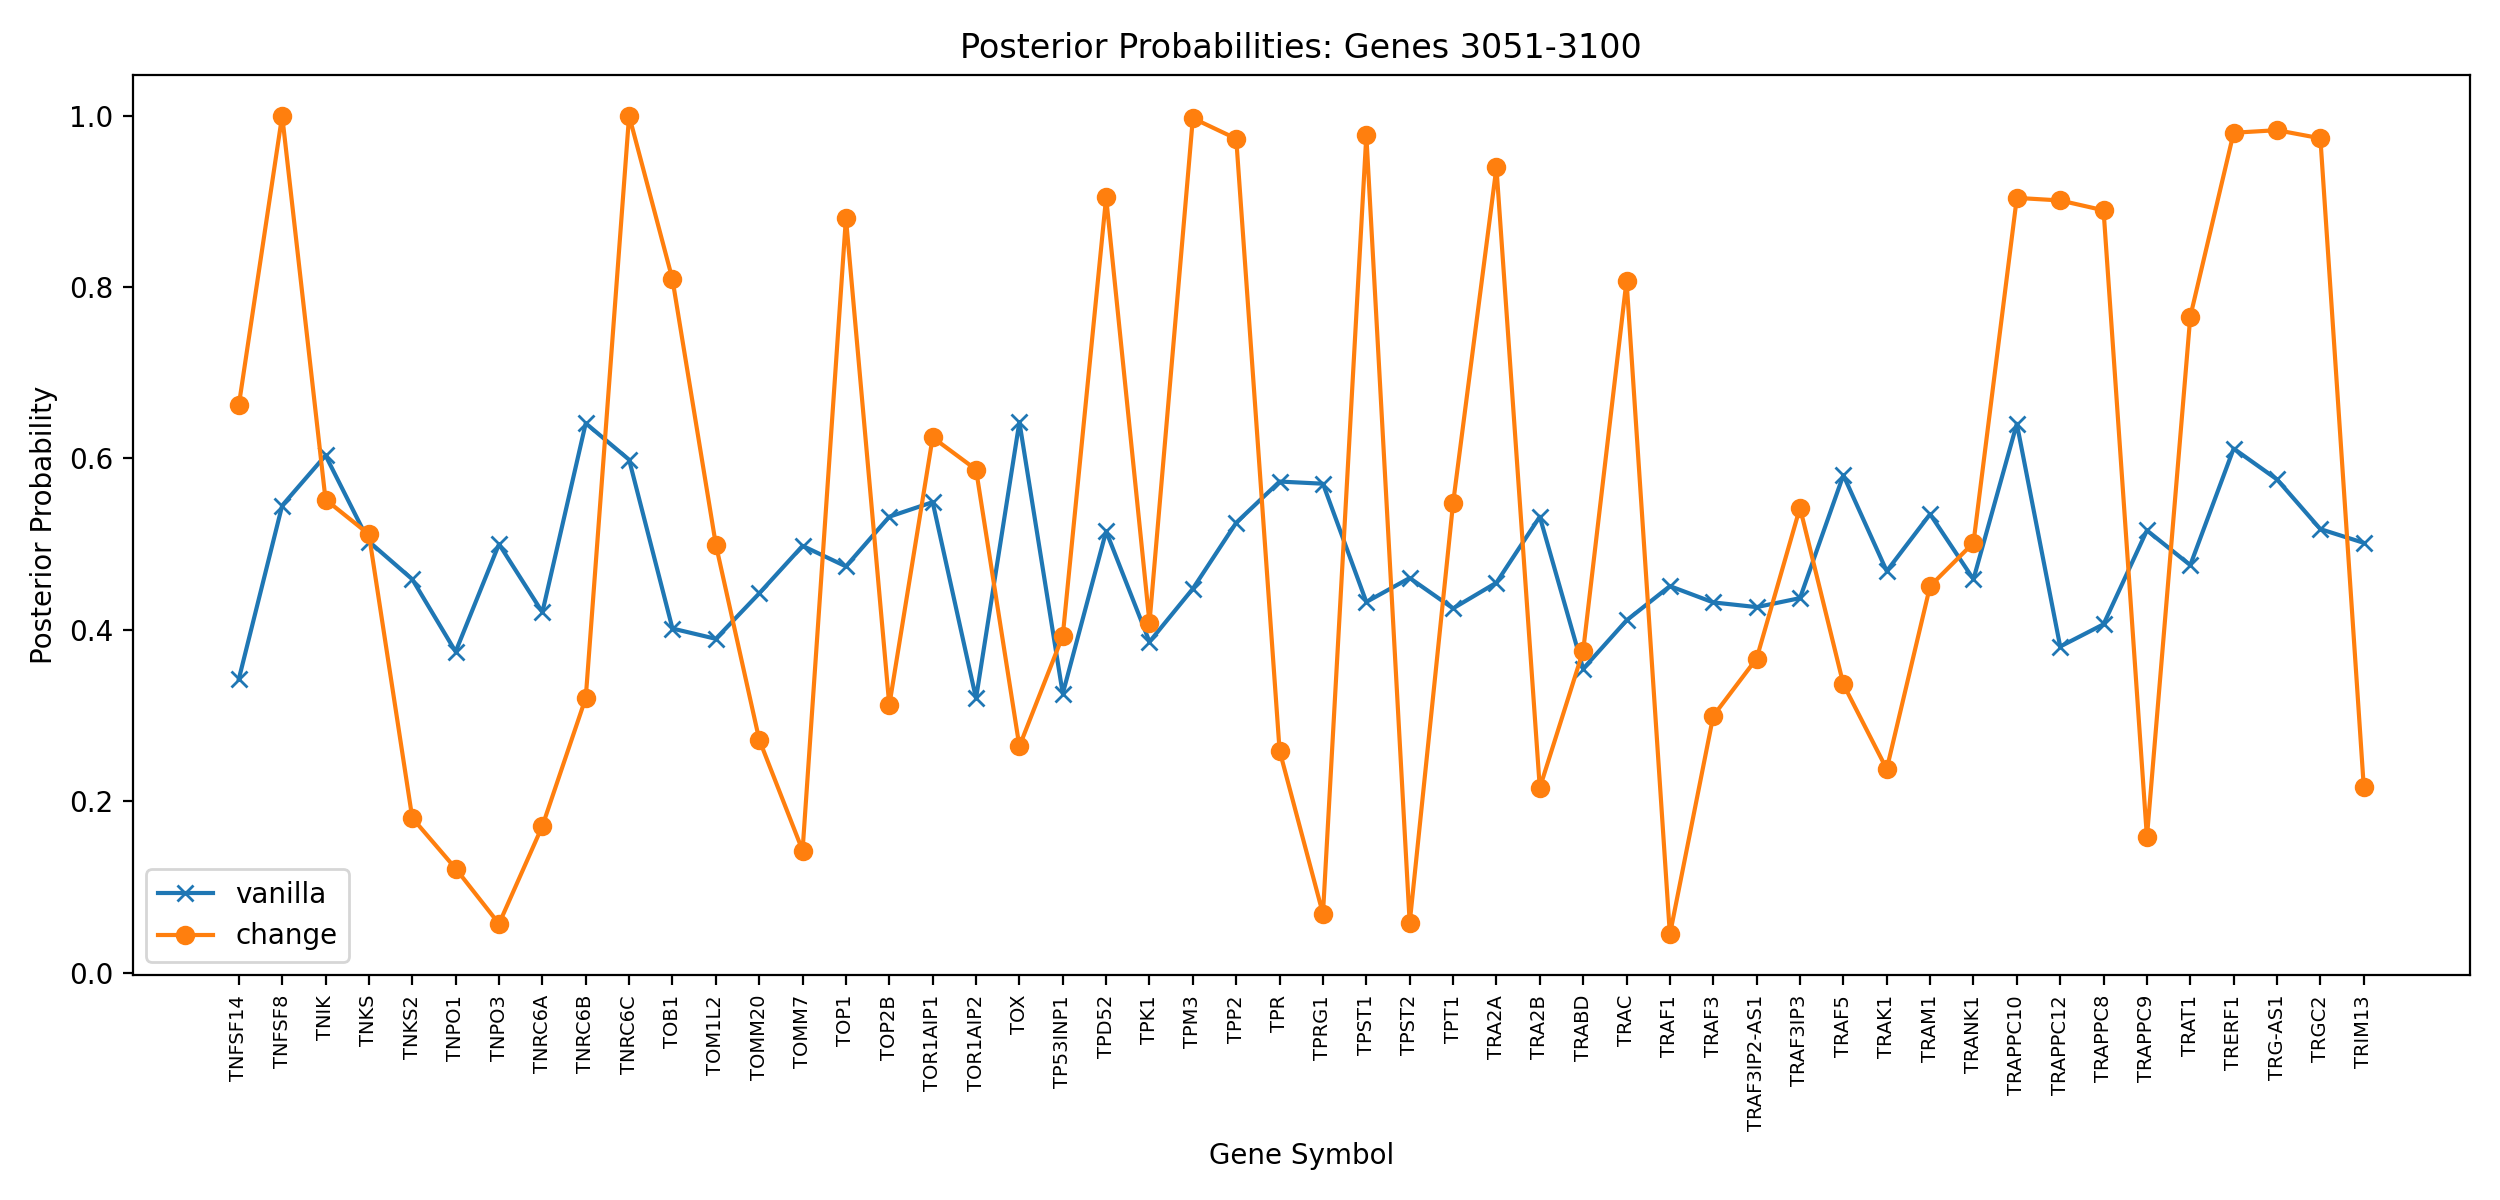 Posterior Probabilities: Genes 3051-3100
Posterior Probability
1.0
0.8
0.6
0.4
0.2
0.0
vanilla
change
TNFSF14
TNFSF8
TNIK
TNKS
TNKS2
TNPO1
TNPO3
TNRC6A
TNRC6B
TNRC6C
TOB1
TOM1L2
TOMM20
TOMM7
TOP1
TOP2B
TOR1AIP1
TOR1AIP2
TOX
TP53INP1
TPD52
TPK1
TPM3
TPP2
TPR
TPRG1
TPST1
TPST2
TPT1
TRA2A
TRA2B
TRABD
TRAC
TRAF1
TRAF3
TRAF3IP2-AS1
TRAF3IP3
TRAF5
TRAK1
TRAM1
TRANK1
TRAPPC10
TRAPPC12
TRAPPC8
TRAPPC9
TRAT1
TRERF1
TRG-AS1
TRGC2
TRIM13
Gene Symbol